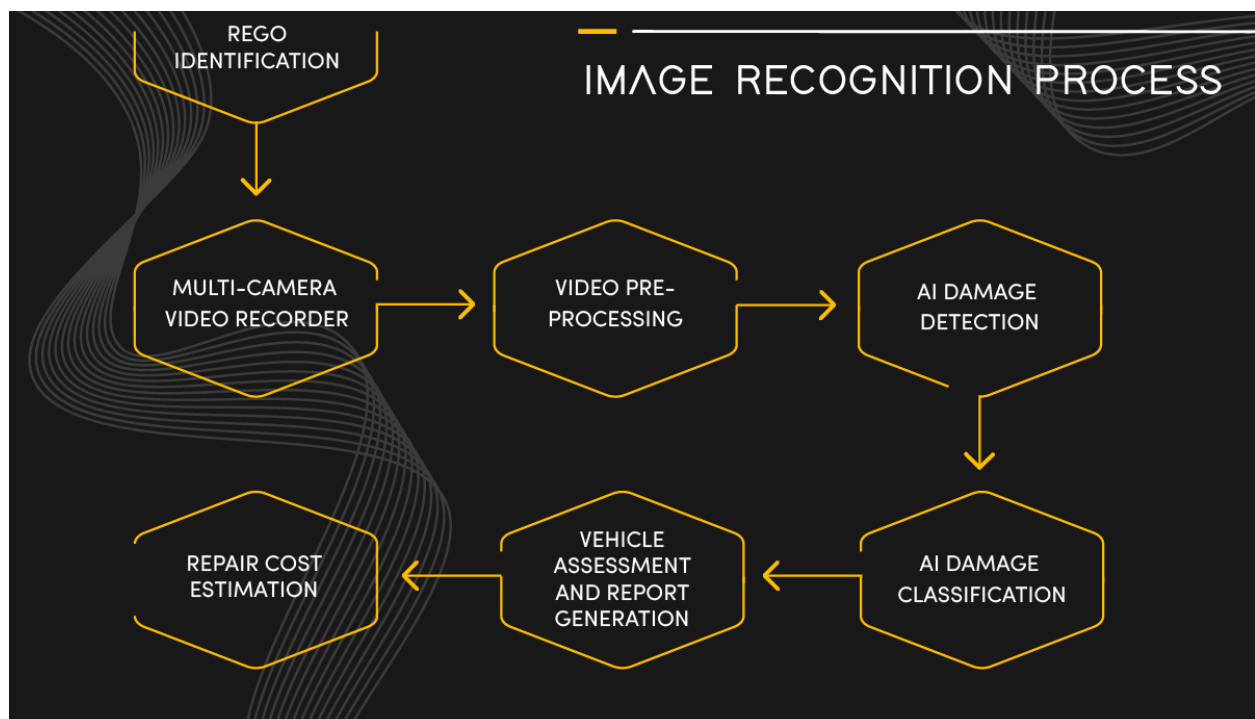 REGO
IDENTIFICATION
IMAGE RECOGNITION PROCESS
MULTI-CAMERA
VIDEO RECORDER
VIDEO PRE-
PROCESSING
AI DAMAGE
DETECTION
AI DAMAGE
CLASSIFICATION
VEHICLE
ASSESSMENT
AND REPORT
GENERATION
REPAIR COST
ESTIMATION